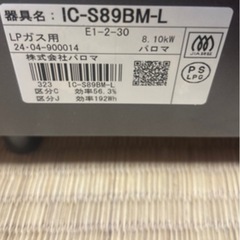 器具名：IC-S89BM-L
E1-2-30
LPガス用 8.10kW
24·04-900014 パロマ
株式会社パロマ
323 IC-S89BM-L
区分C 効率56.3%
区分J 効率192Wh
PS
LPG